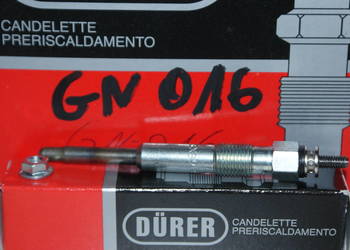 CANDELETTE
PRERISCALDAMENTO
GN 016
DÜRER
CANDELETTE
PRERISCALDAMENTO